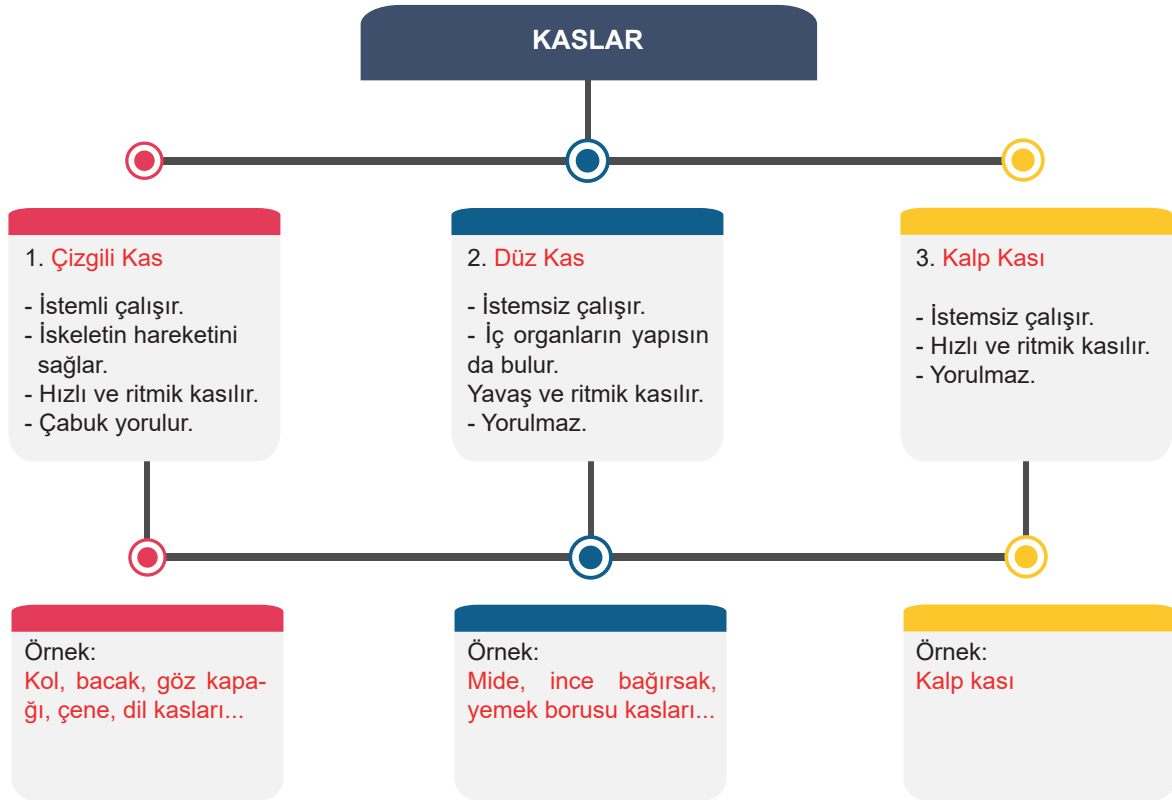 KASLAR
1. Çizgili Kas
- İstemli çalışır.
- İskeletin hareketini
sağlar.
- Hızlı ve ritmik kasılır.
- Çabuk yorulur.
2. Düz Kas
- İstemsiz çalışır.
- İç organların yapısın
da bulur.
Yavaş ve ritmik kasılır.
- Yorulmaz.
3. Kalp Kası
- İstemsiz çalışır.
- Hızlı ve ritmik kasılır.
- Yorulmaz.
Örnek:
Kol, bacak, göz kapa-
ğı, çene, dil kasları...
Örnek:
Mide, ince bağırsak,
yemek borusu kasları...
Örnek:
Kalp kası